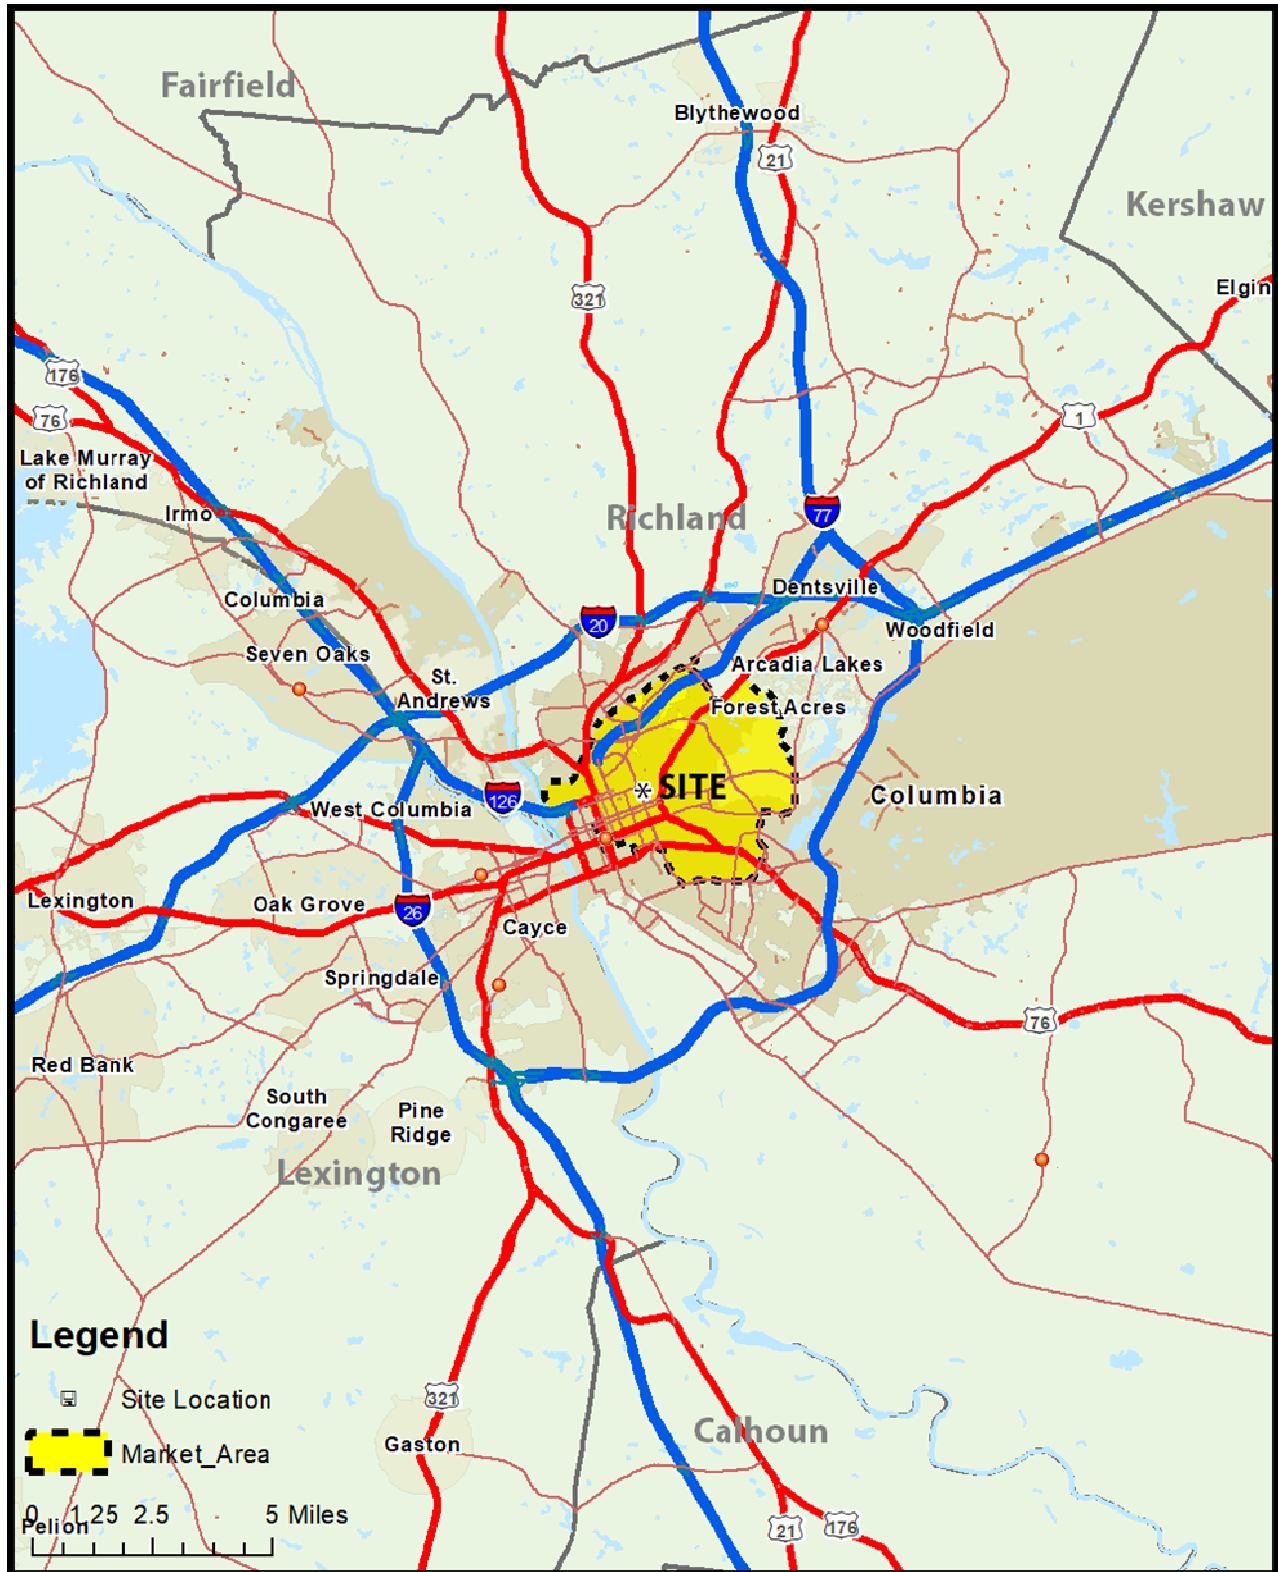 Fairfield
Blythewood
21
Kershaw
Elgin
321
176
76
1
Lake Murray
of Richland
Irmo
Richland
77
Dentsville
Columbia
20
Woodfield
Seven Oaks
Arcadia Lakes
St.
Andrews
Forest Acres
SITE
126
Columbia
West Columbia
Lexington
Oak Grove
26
Cayce
Springdale
76
Red Bank
South
Congaree
Pine
Ridge
Lexington
Legend
Site Location
Market_Area
321
Gaston
Calhoun
0 1.25 2.5 5 Miles
Pelion
21
176